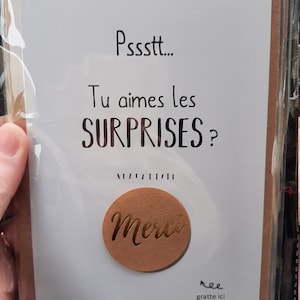 Pssstt...
Tu aimes les
SURPRISES ?
Merci
gratte ici